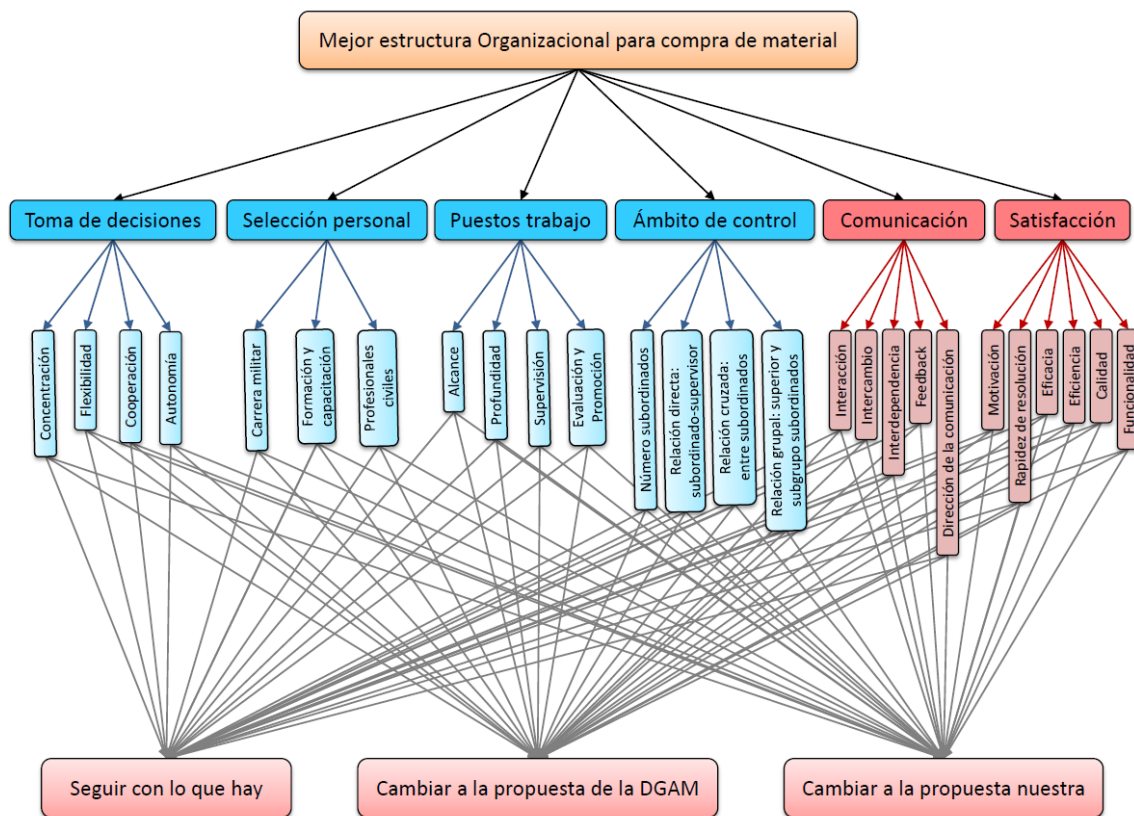 Mejor estructura Organizacional para compra de material
Toma de decisiones
Selección personal
Puestos trabajo
Ámbito de control
Comunicación
Satisfacción
Concentración
Flexibilidad
Cooperación
Autonomía
Carrera militar
Formación y
capacitación
Profesionales
civiles
Alcance
Profundidad
Supervisión
Evaluación y
Promoción
Número subordinados
Relación directa:
subordinado-supervisor
Relación cruzada:
entre subordinados
Relación grupal: superior y
subgrupo subordinados
Interacción
Intercambio
Interdependencia
Feedback
Dirección de la comunicación
Motivación
Rapidez de resolución
Eficacia
Eficiencia
Calidad
Funcionalidad
Seguir con lo que hay
Cambiar a la propuesta de la DGAM
Cambiar a la propuesta nuestra